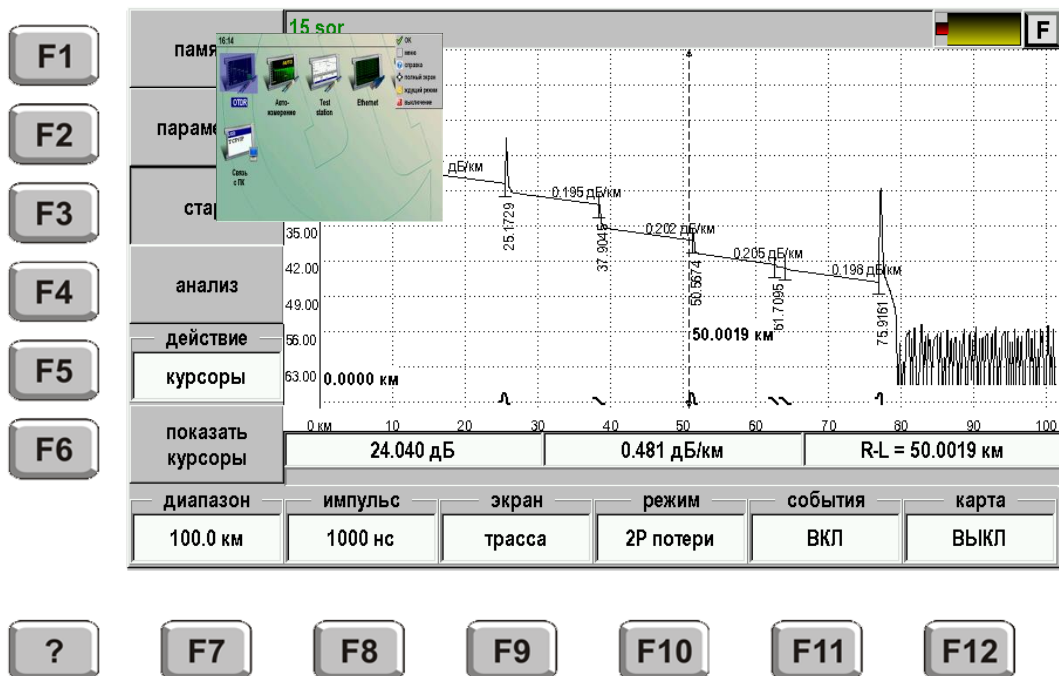 F1
F2
F3
F4
F5
F6
?
F7
F8
F9
F10
F11
F12
15 sor
F
памя
параме
ста
анализ
действие
курсоры
показать
курсоры
16:14
OTDR
Авто-
измерение
Test
station
Ethernet
Связь
с ПК
OK
меню
справка
полный экран
ждущий режим
выключение
дБ/км
0.195 дБ/км
0.202 дБ/км
0.205 дБ/км
0.198 дБ/км
25.1729
37.9045
50.5574
61.7095
75.9161
35.00
42.00
49.00
56.00
63.00
0.0000 км
50.0019 км
0 км 10 20 30 40 50 60 70 80 90 100
24.040 дБ 0.481 дБ/км R-L = 50.0019 км
диапазон импульс экран режим события карта
100.0 км 1000 нс трасса 2Р потери ВКЛ ВЫКЛ